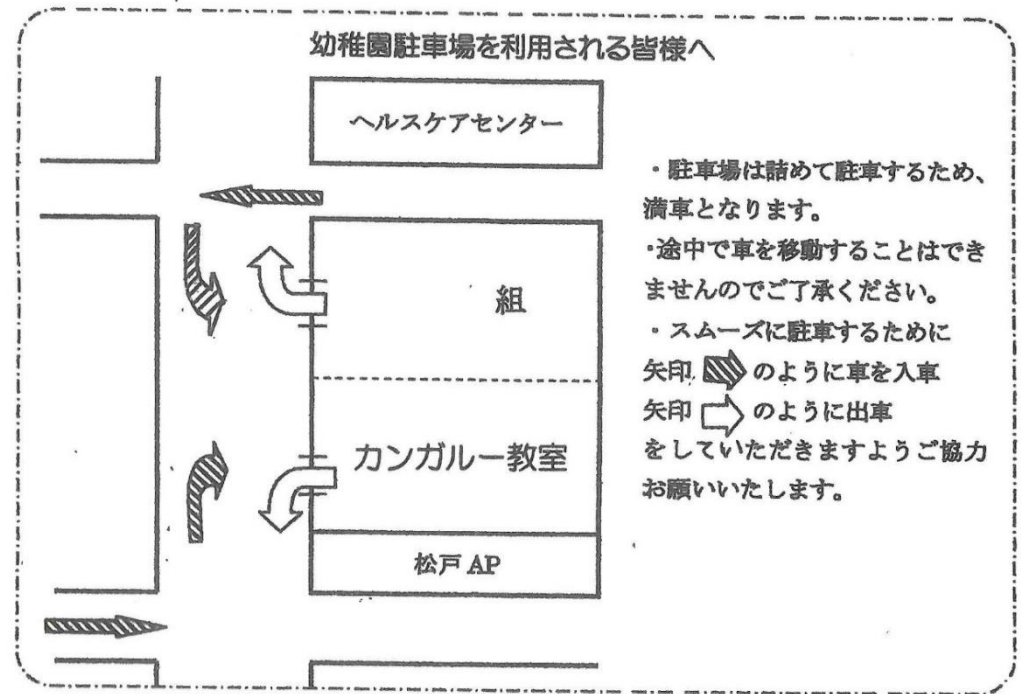 幼稚園駐車場を利用される皆様へ
ヘルスケアセンター
組
カンガルー教室
松戸 AP
・駐車場は詰めて駐車するため、
満車となります。
・途中で車を移動することはでき
ませんのでご了承ください。
・スムーズに駐車するために
矢印 のように車を入車
矢印 のように出車
をしていただきますようご協力
お願いいたします。